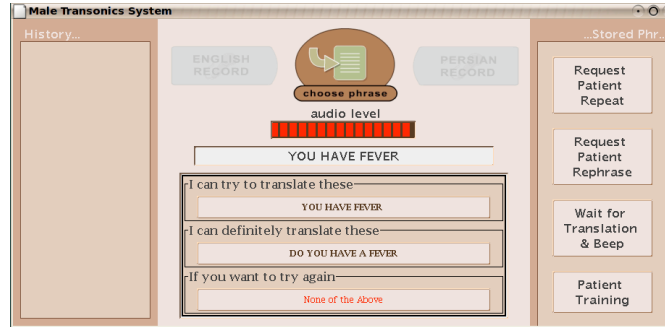 Male Transonics System
History...
ENGLISH
RECORD
choose phrase
PERSIAN
RECORD
...Stored Phr..
audio level
YOU HAVE FEVER
I can try to translate these
YOU HAVE FEVER
I can definitely translate these
DO YOU HAVE A FEVER
If you want to try again
None of the Above
Request
Patient
Repeat
Request
Patient
Rephrase
Wait for
Translation
& Beep
Patient
Training